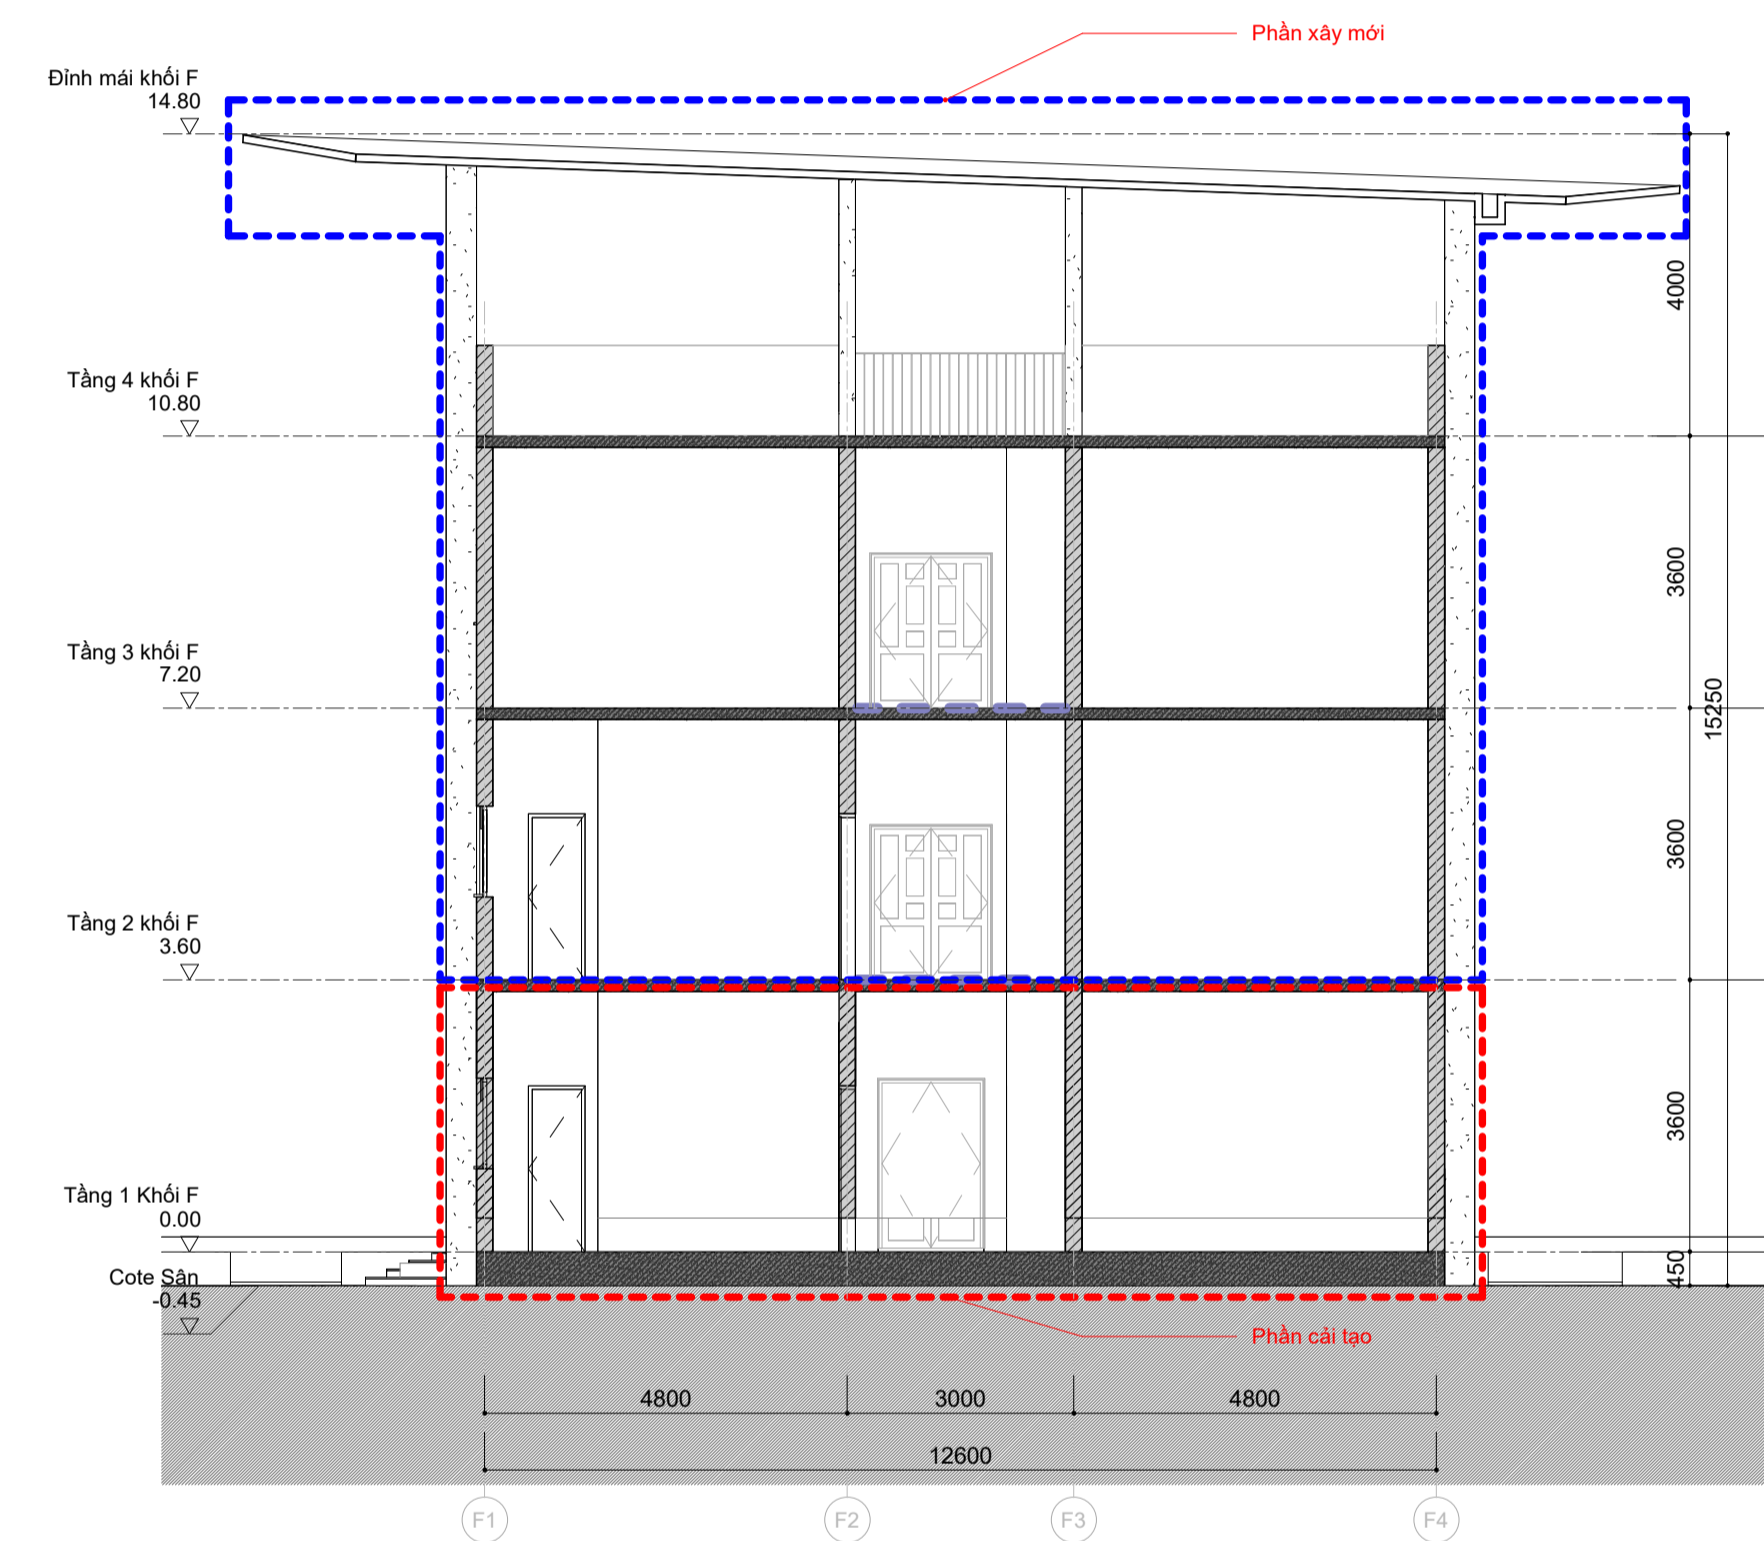 Phần xây mới
Đỉnh mái khối F
14.80
4000
Tầng 4 khối F
10.80
3600
Tầng 3 khối F
7.20
15250
3600
Tầng 2 khối F
3.60
3600
Tầng 1 Khối F
0.00
450
Cote Sân
-0.45
Phần cải tạo
4800
3000
4800
12600
F1
F2
F3
F4